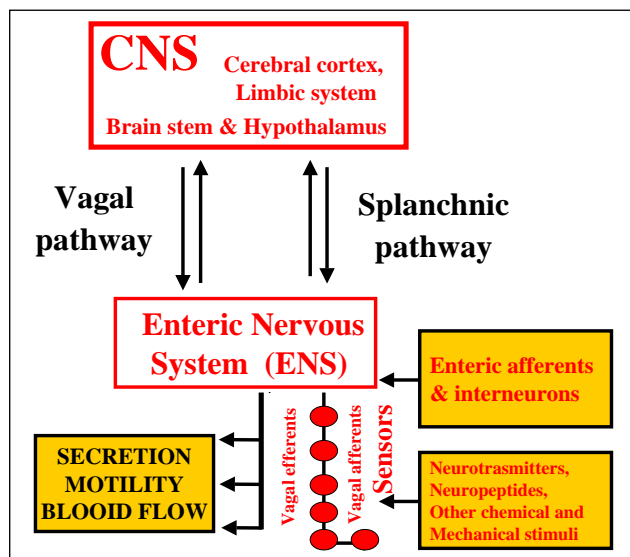 CNS
Cerebral cortex,
Limbic system
Brain stem & Hypothalamus
Vagal
pathway
Splanchnic
pathway
Enteric Nervous
System (ENS)
Enteric afferents
& interneurons
Vagal efferents
Vagal afferents
Sensors
SECRETION
MOTILITY
BLOOID FLOW
Neurotrasmitters,
Neuropeptides,
Other chemical and
Mechanical stimuli